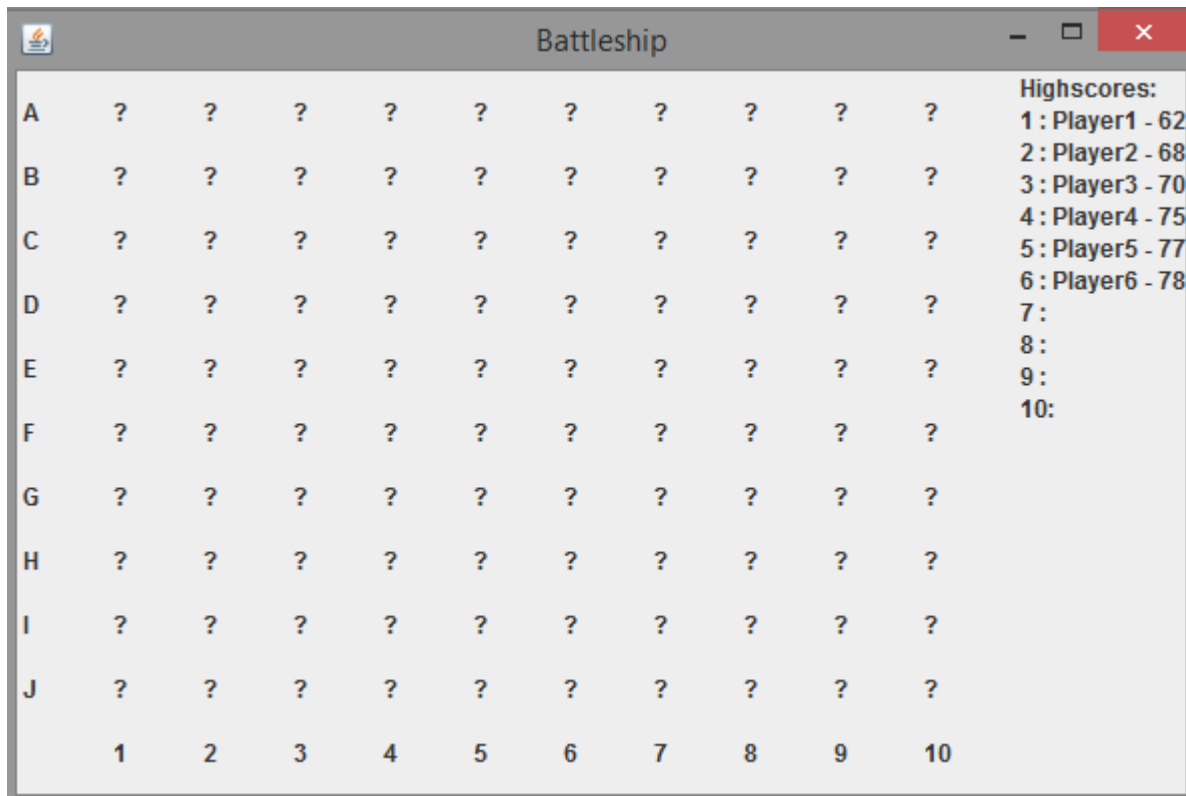 Battleship
A ? ? ? ? ? ? ? ? ? ?
B ? ? ? ? ? ? ? ? ? ?
C ? ? ? ? ? ? ? ? ? ?
D ? ? ? ? ? ? ? ? ? ?
E ? ? ? ? ? ? ? ? ? ?
F ? ? ? ? ? ? ? ? ? ?
G ? ? ? ? ? ? ? ? ? ?
H ? ? ? ? ? ? ? ? ? ?
I ? ? ? ? ? ? ? ? ? ?
J ? ? ? ? ? ? ? ? ? ?
1 2 3 4 5 6 7 8 9 10
Highscores:
1 : Player1 - 62
2 : Player2 - 68
3 : Player3 - 70
4 : Player4 - 75
5 : Player5 - 77
6 : Player6 - 78
7 :
8 :
9 :
10: